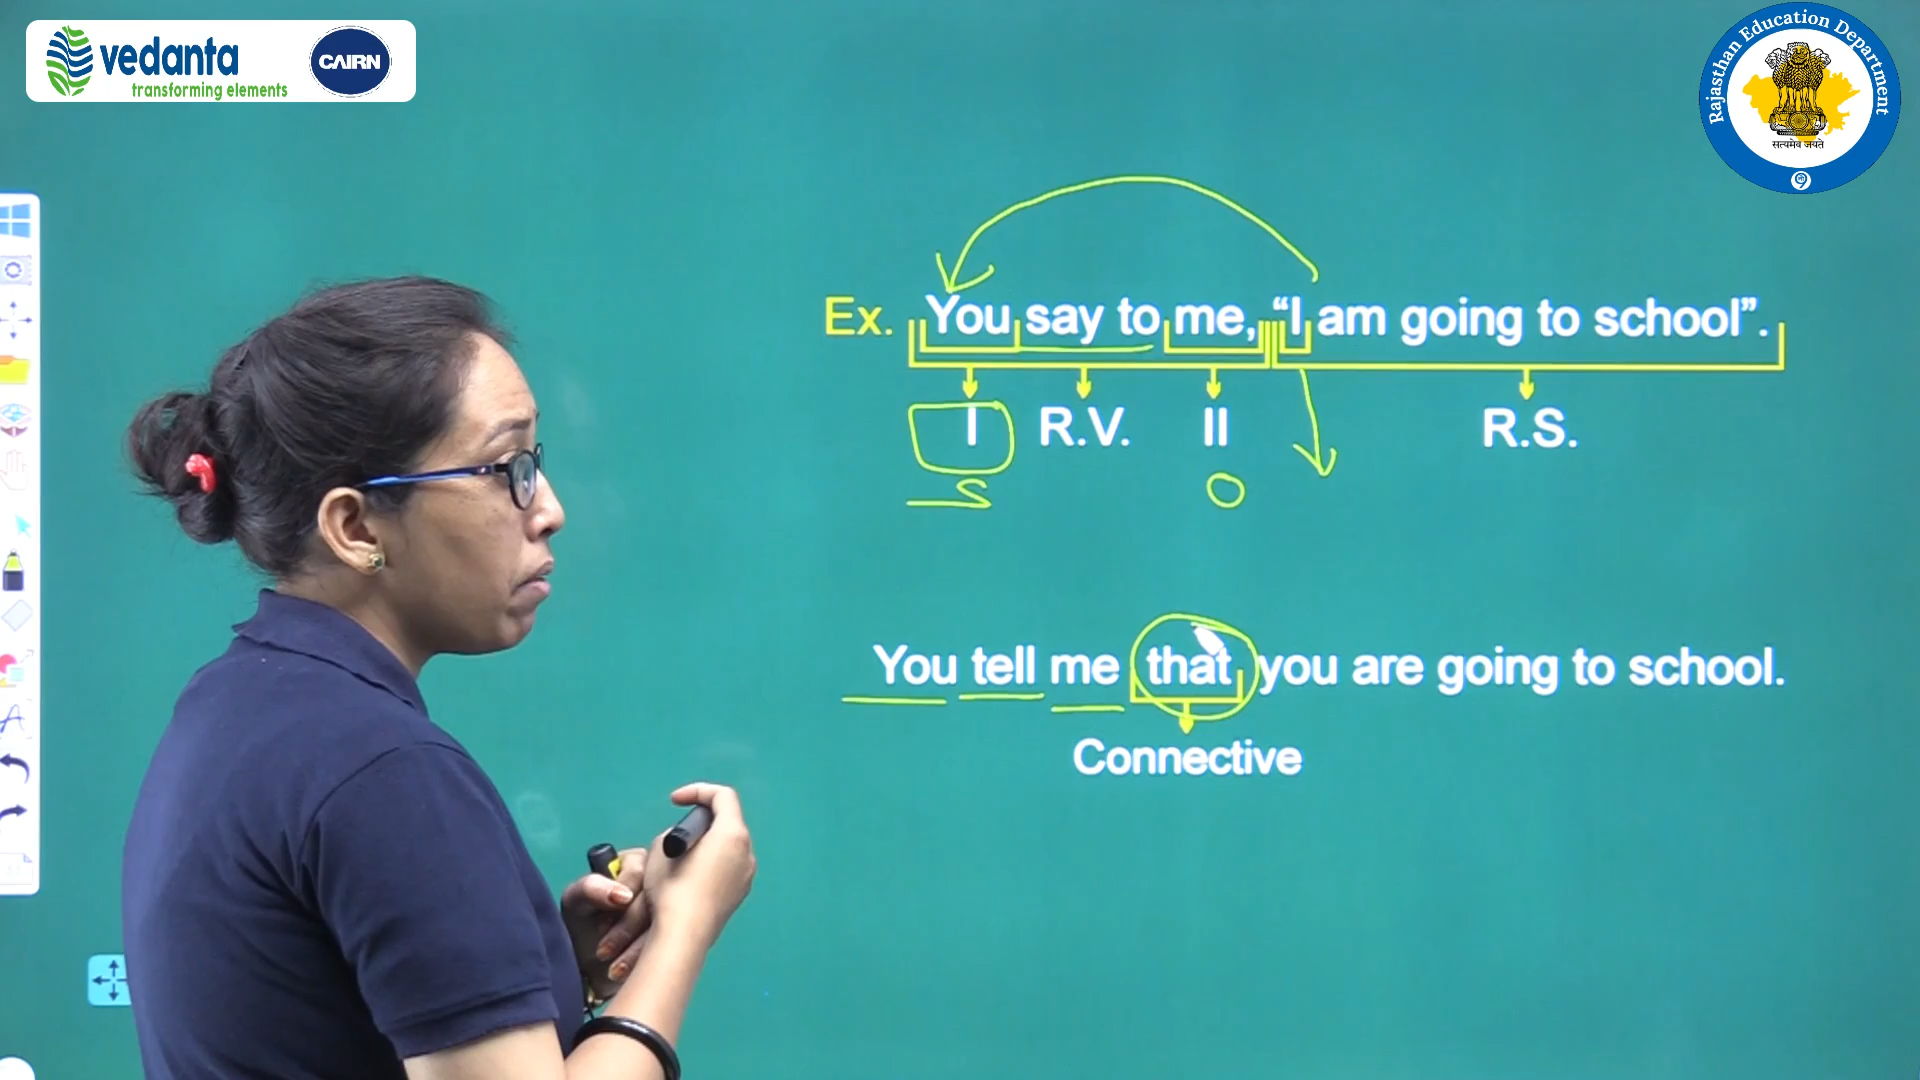 vedanta
transforming elements
CAIRN
Rajasthan Education Department
सत्यमेव जयते
Ex. You say to me, “I am going to school”.
I R.V. II R.S.
S O
You tell me that you are going to school.
Connective